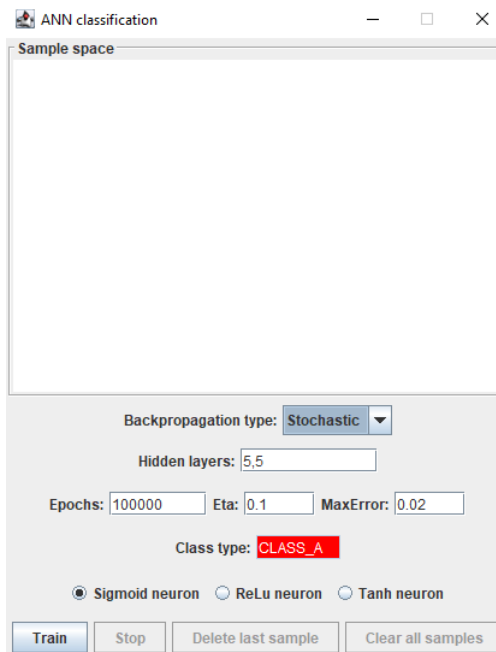 ANN classification
Sample space
Backpropagation type: Stochastic
Hidden layers: 5,5
Epochs: 100000 Eta: 0.1 MaxError: 0.02
Class type: CLASS_A
Sigmoid neuron ReLu neuron Tanh neuron
Train Stop Delete last sample Clear all samples